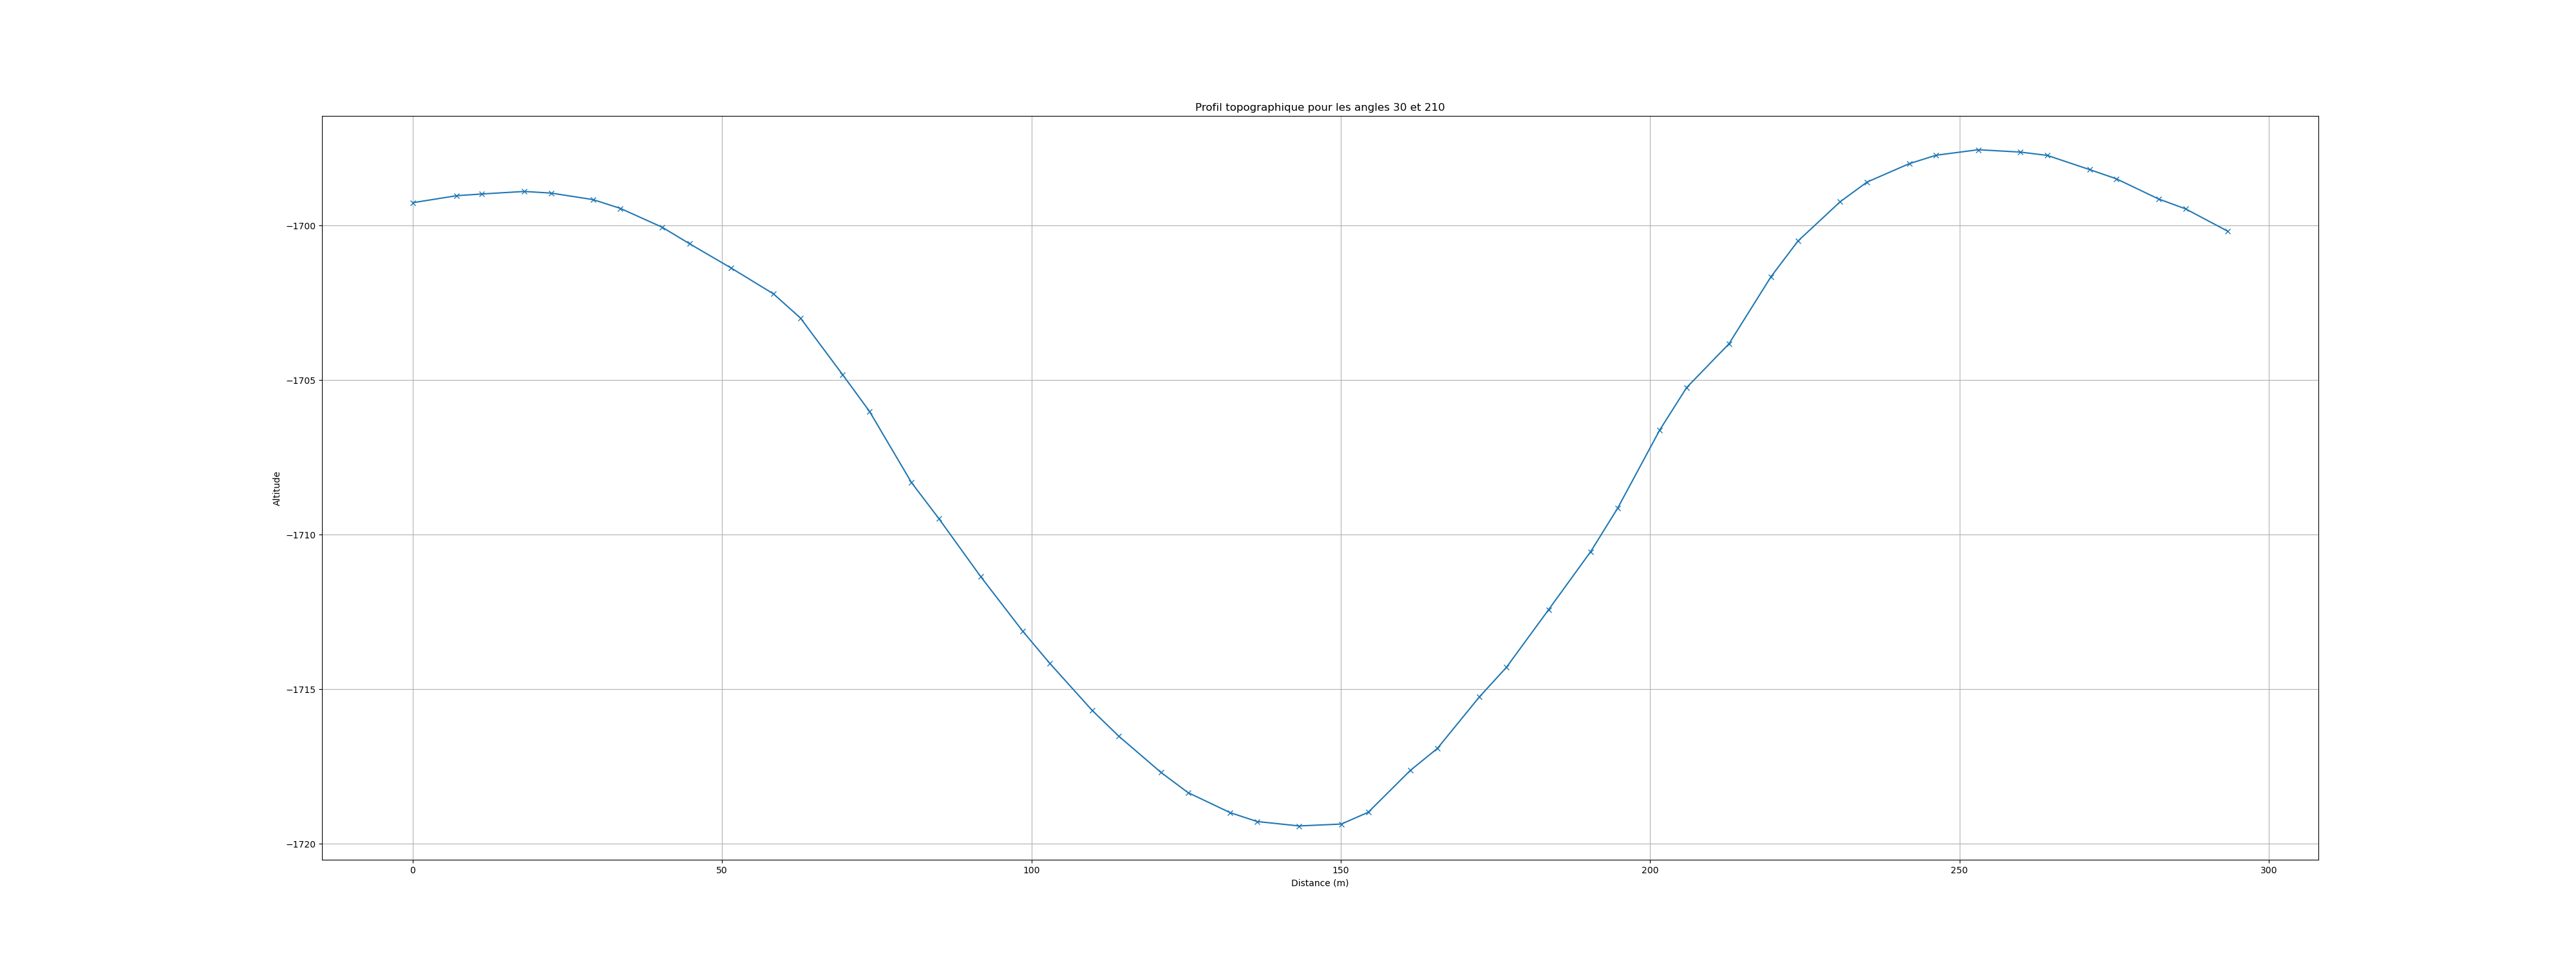 Profil topographique pour les angles 30 et 210
−1700
−1705
−1710
−1715
−1720
Altitude
0 50 100 150 200 250 300
Distance (m)